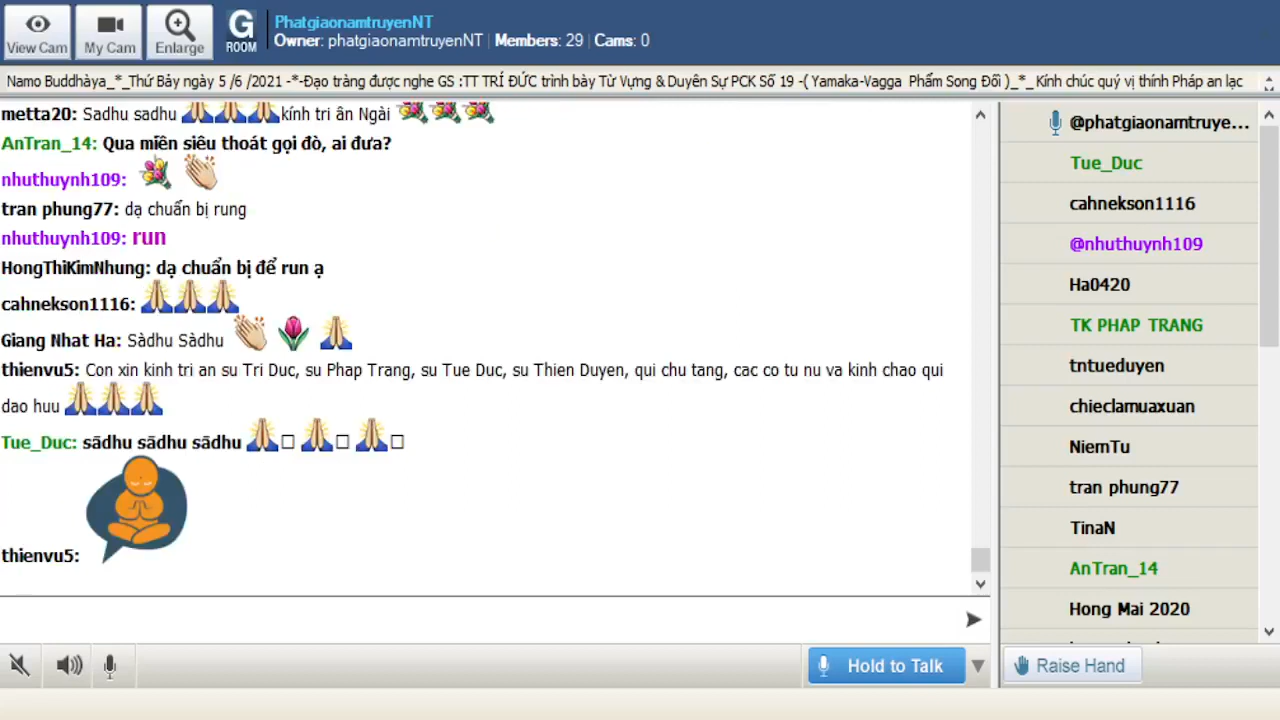 View Cam
My Cam
Enlarge
G
ROOM
PhatgiaonamtruyenNT
Owner: phatgiaonamtruyenNT | Members: 29 | Cams: 0
Namo Buddhàya_*_Thứ Bảy ngày 5 /6 /2021 -*-Đạo tràng được nghe GS :TT TRÍ ĐỨC trình bày Từ Vựng & Duyên Sự PCK Số 19 -( Yamaka-Vagga Phẩm Song Đối )_*_ Kính chúc quý vị thính Pháp an lạc
metta20: Sadhu sadhu 🙏🙏🙏kính tri ân Ngài 💐💐💐
AnTran_14: Qua miền siêu thoát gọi đò, ai đưa?
nhuthuynh109: 💐 👏
tran phung77: dạ chuẩn bị rung
nhuthuynh109: run
HongThiKimNhung: dạ chuẩn bị để run ạ
cahnekson1116: 🙏🙏🙏
Giang Nhat Ha: Sàdhu Sàdhu 👏 🌷 🙏
thienvu5: Con xin kinh tri an su Tri Duc, su Phap Trang, su Tue Duc, su Thien Duyen, qui chu tang, cac co tu nu va kinh chao qui
dao huu 🙏🙏🙏
Tue_Duc: sādhu sādhu sādhu 🙏□ 🙏□ 🙏□
thienvu5:
Hold to Talk
@phatgiaonamtruye...
Tue_Duc
cahnekson1116
@nhuthuynh109
Ha0420
TK PHAP TRANG
tntueduyen
chieclamuaxuan
NiemTu
tran phung77
TinaN
AnTran_14
Hong Mai 2020
Raise Hand